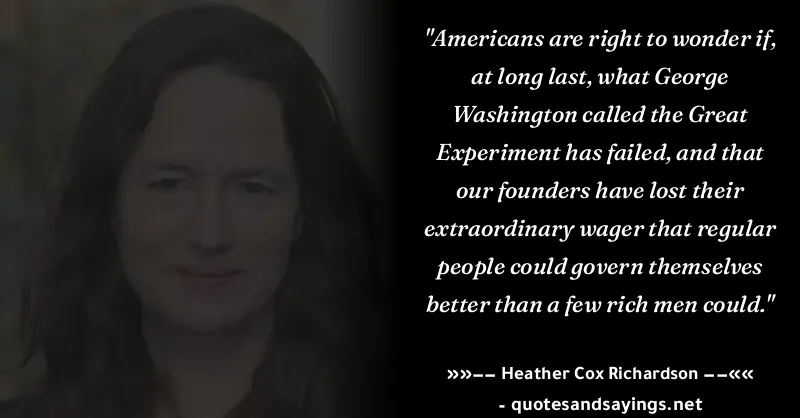 "Americans are right to wonder if,
at long last, what George
Washington called the Great
Experiment has failed, and that
our founders have lost their
extraordinary wager that regular
people could govern themselves
better than a few rich men could."
»»−− Heather Cox Richardson −−««
- quotesandsayings.net